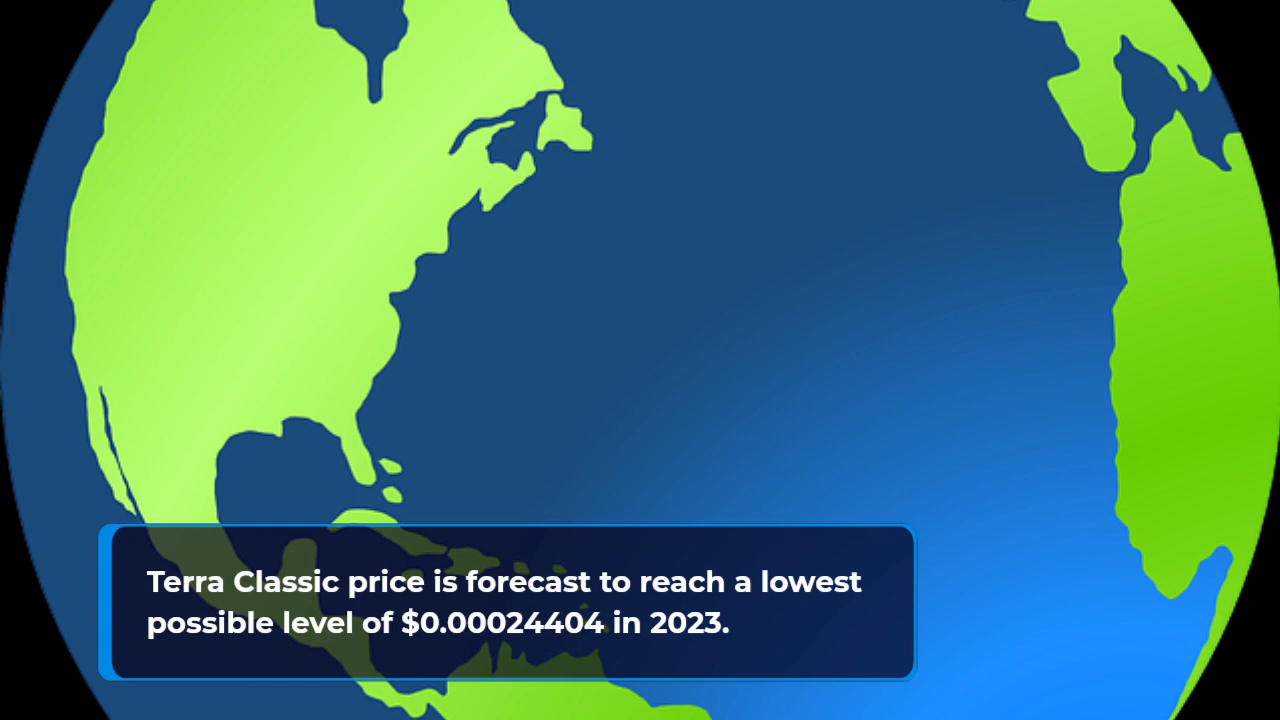 Terra Classic price is forecast to reach a lowest
possible level of $0.00024404 in 2023.